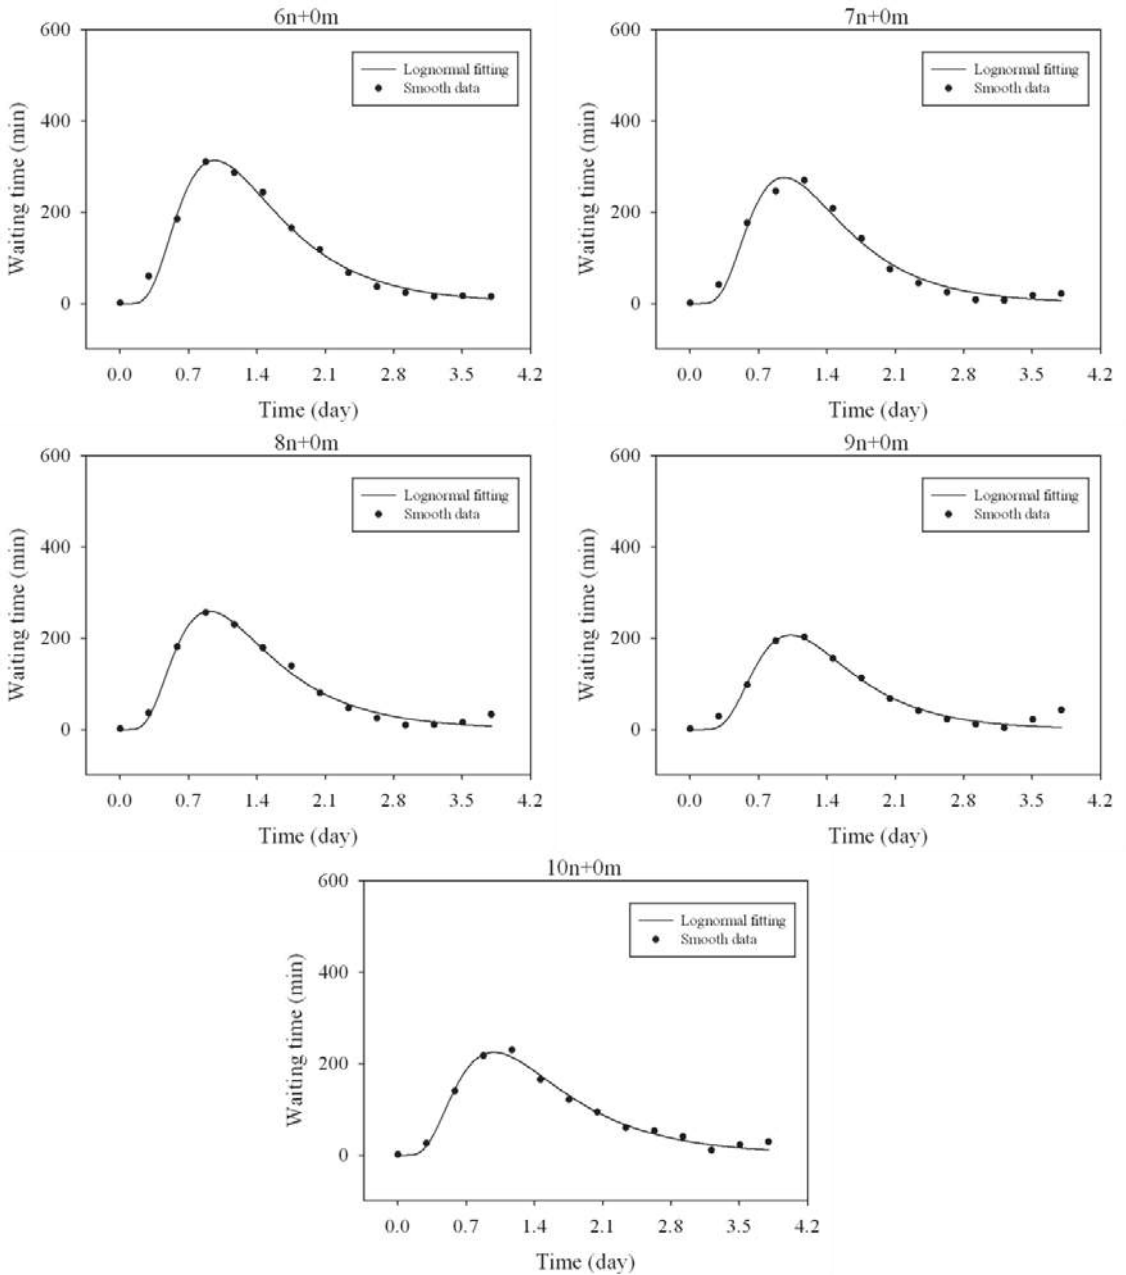 6n+0m
600
400
200
0
Waiting time (min)
Lognormal fitting
Smooth data
0.0 0.7 1.4 2.1 2.8 3.5 4.2
Time (day)
7n+0m
600
400
200
0
Waiting time (min)
Lognormal fitting
Smooth data
0.0 0.7 1.4 2.1 2.8 3.5 4.2
Time (day)
8n+0m
600
400
200
0
Waiting time (min)
Lognormal fitting
Smooth data
0.0 0.7 1.4 2.1 2.8 3.5 4.2
Time (day)
9n+0m
600
400
200
0
Waiting time (min)
Lognormal fitting
Smooth data
0.0 0.7 1.4 2.1 2.8 3.5 4.2
Time (day)
10n+0m
600
400
200
0
Waiting time (min)
Lognormal fitting
Smooth data
0.0 0.7 1.4 2.1 2.8 3.5 4.2
Time (day)